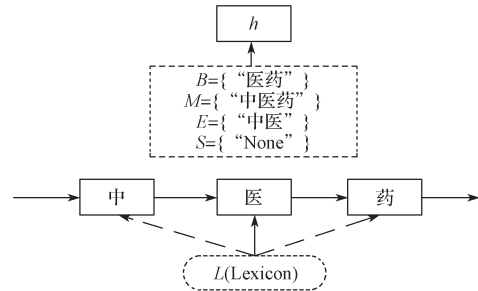 h
B={“医药”}
M={“中医药”}
E={“中医”}
S={“None”}
中 医 药
L(Lexicon)